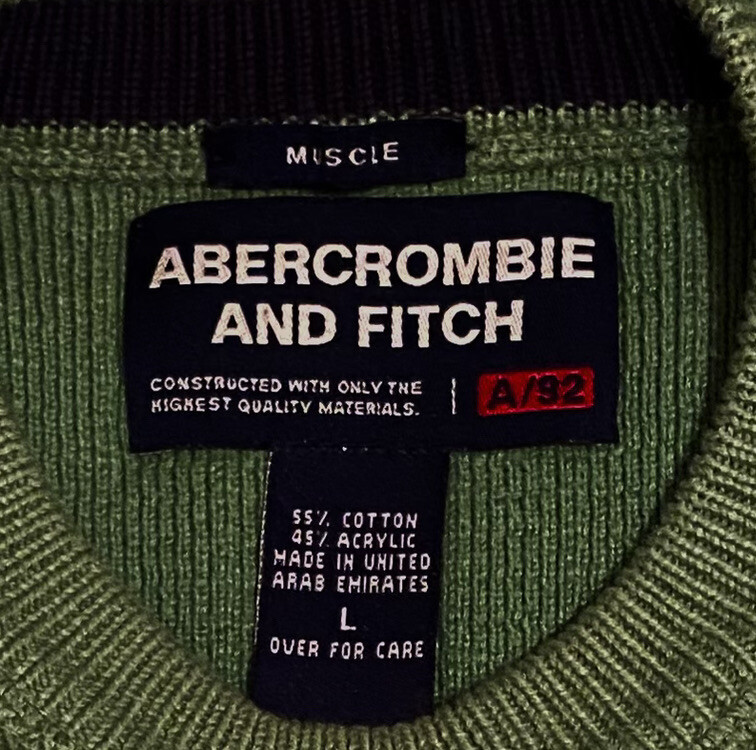 MUSCLE
ABERCROMBIE
AND FITCH
CONSTRUCTED WITH ONLY THE
HIGHEST QUALITY MATERIALS.
A/92
55% COTTON
45% ACRYLIC
MADE IN UNITED
ARAB EMIRATES
L
OVER FOR CARE